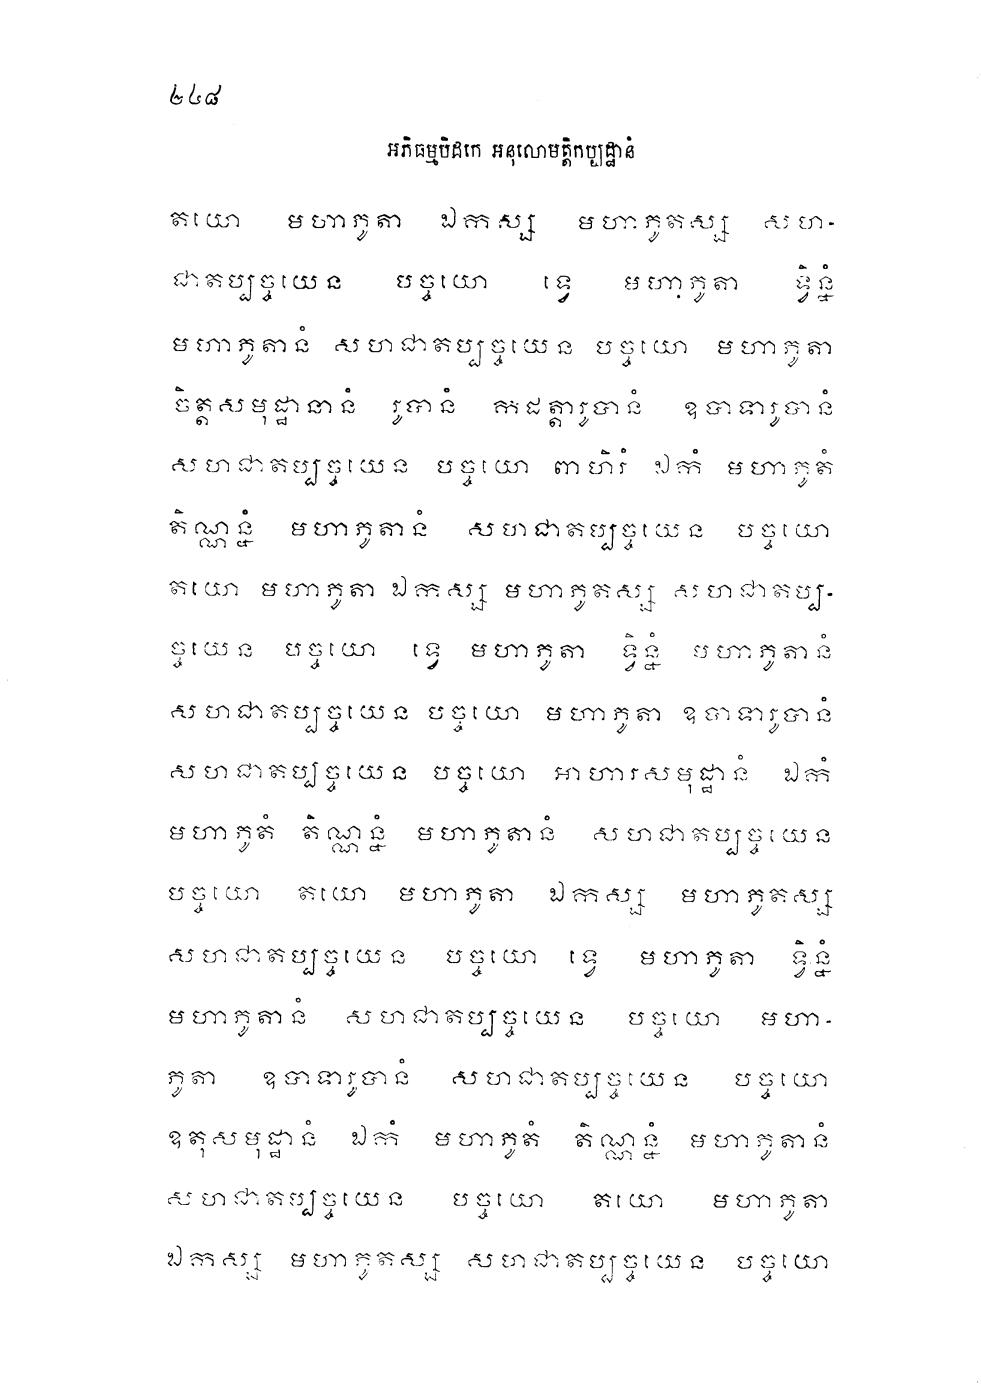 ២៤៨
អភិធម្មបិដកេ អនុលោមត្តិកប្បដ្ឋានំ
តយោ មហាភូតា ឯកស្ស មហាភូតស្ស សហ-
ជាតប្បច្ចយេន បច្ចយោ ទ្វេ មហាភូតា ទ្វិន្នំ
មហាភូតានំ សហជាតប្បច្ចយេន បច្ចយោ មហាភូតា
ចិត្តសមុដ្ឋានានំ រូបានំ កដត្តារូបានំ ឧបាទារូបានំ
សហជាតប្បច្ចយេន បច្ចយោ ពាហិរំ ឯកំ មហាភូតំ
តិណ្ណន្នំ មហាភូតានំ សហជាតប្បច្ចយេន បច្ចយោ
តយោ មហាភូតា ឯកស្ស មហាភូតស្ស សហជាតប្ប-
ច្ចយេន បច្ចយោ ទ្វេ មហាភូតា ទ្វិន្នំ មហាភូតានំ
សហជាតប្បច្ចយេន បច្ចយោ មហាភូតា ឧបាទារូបានំ
សហជាតប្បច្ចយេន បច្ចយោ អាហារសមុដ្ឋានំ ឯកំ
មហាភូតំ តិណ្ណន្នំ មហាភូតានំ សហជាតប្បច្ចយេន
បច្ចយោ តយោ មហាភូតា ឯកស្ស មហាភូតស្ស
សហជាតប្បច្ចយេន បច្ចយោ ទ្វេ មហាភូតា ទ្វិន្នំ
មហាភូតានំ សហជាតប្បច្ចយេន បច្ចយោ មហា-
ភូតា ឧបាទារូបានំ សហជាតប្បច្ចយេន បច្ចយោ
ឧតុសមុដ្ឋានំ ឯកំ មហាភូតំ តិណ្ណន្នំ មហាភូតានំ
សហជាតប្បច្ចយេន បច្ចយោ តយោ មហាភូតា
ឯកស្ស មហាភូតស្ស សហជាតប្បច្ចយេន បច្ចយោ